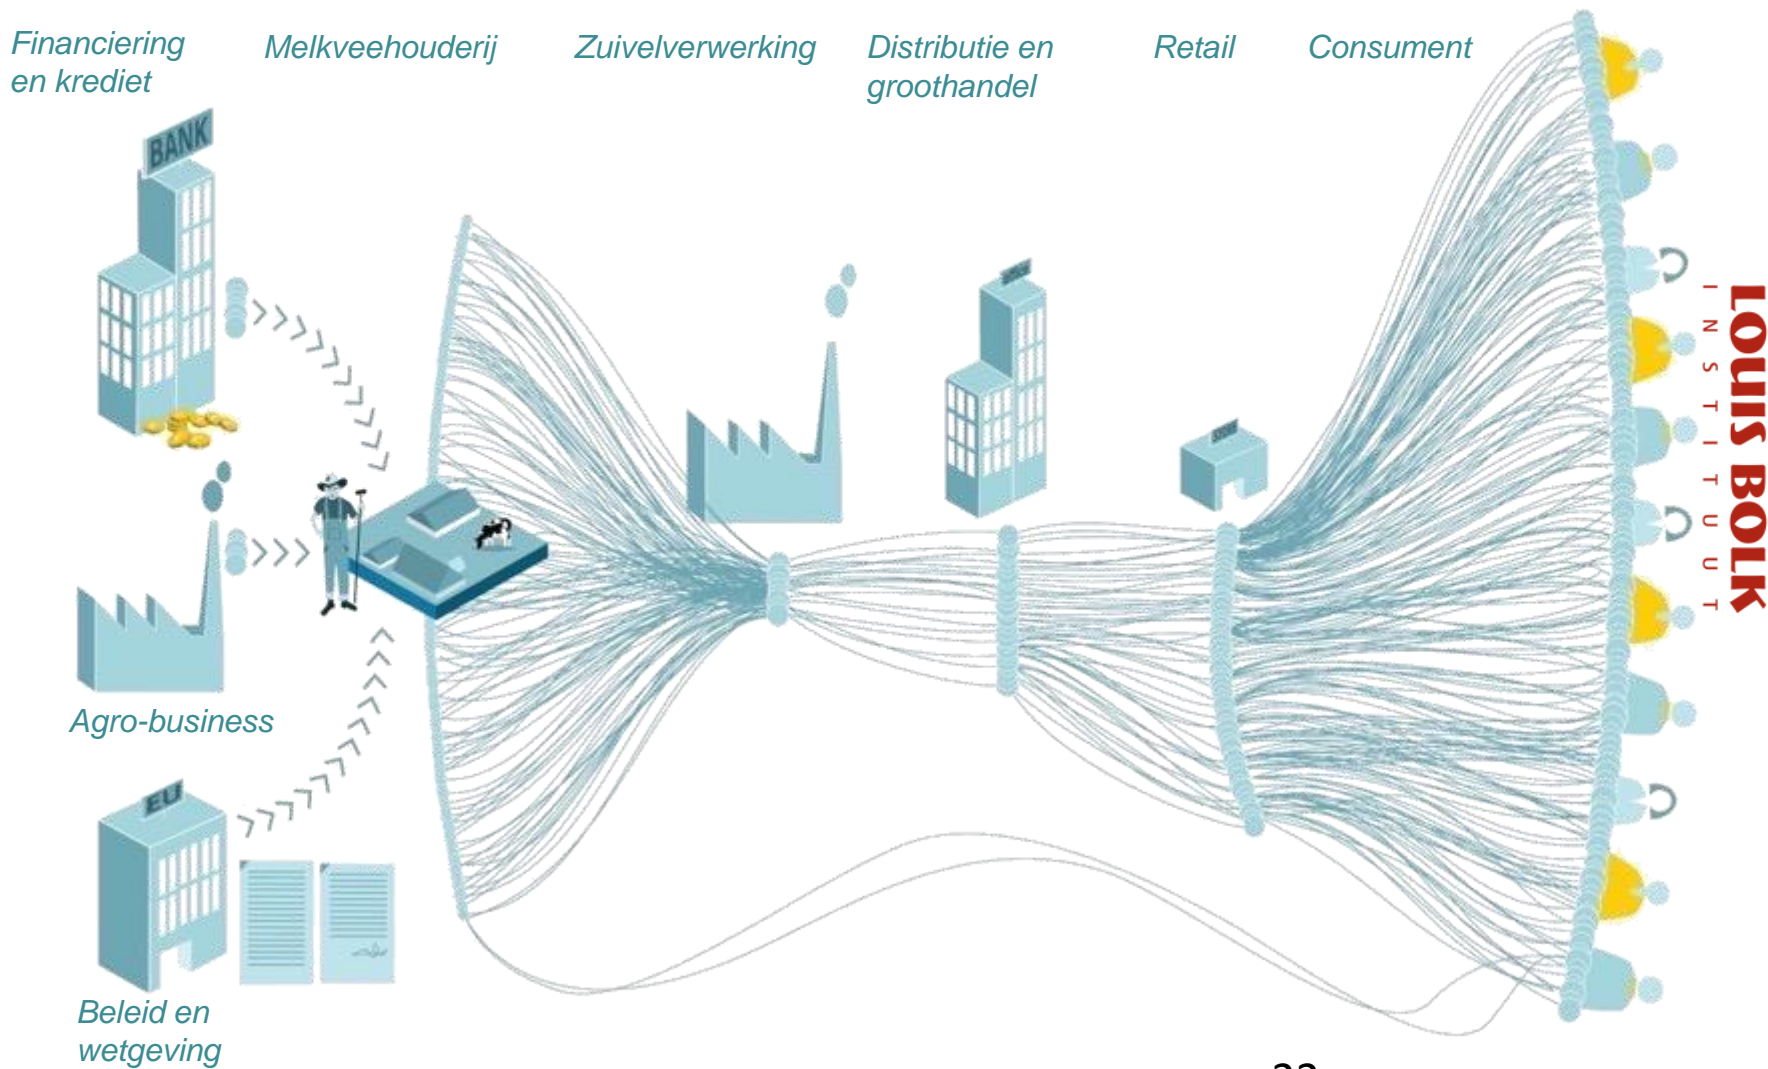 Financiering
en krediet
Melkveehouderij
Zuivelverwerking
Distributie en
groothandel
Retail
Consument
BANK
Agro-business
EU
Beleid en
wetgeving
LOUIS BOLK
INSTITUUT